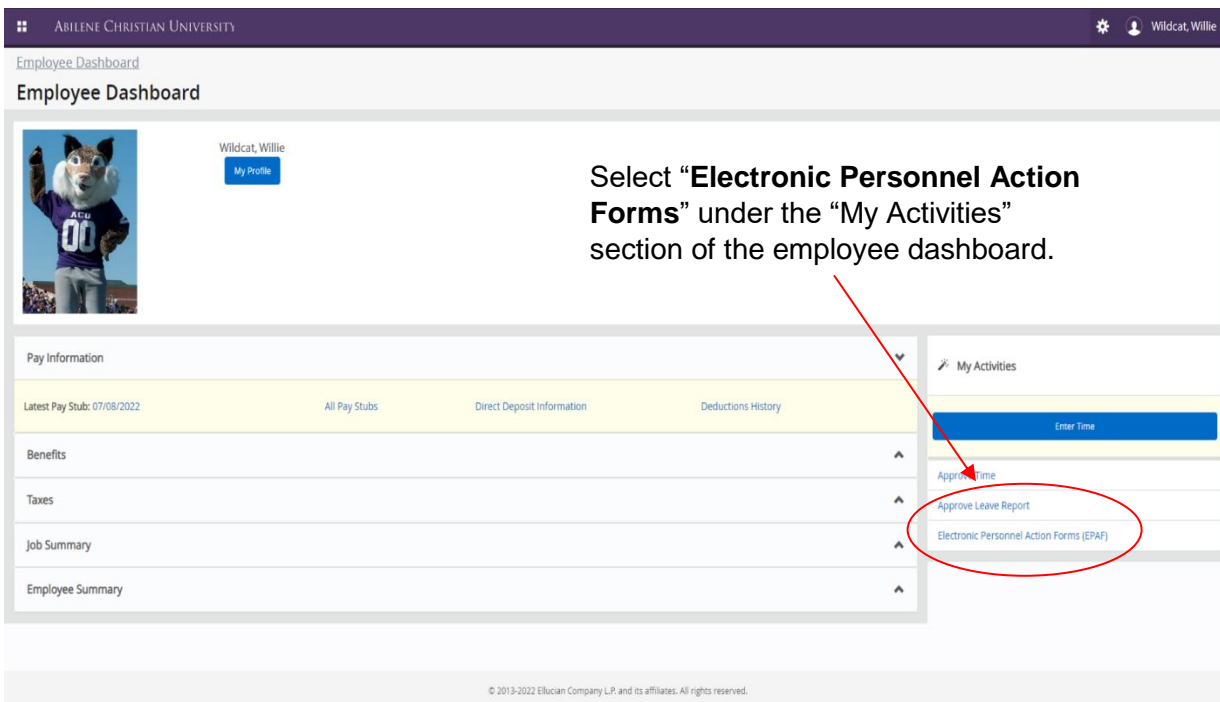 ABILENE CHRISTIAN UNIVERSITY
Wildcat, Willie
Employee Dashboard
Employee Dashboard
ACU
00
Wildcat, Willie
My Profile
Select “Electronic Personnel Action
Forms” under the “My Activities”
section of the employee dashboard.
Pay Information
Latest Pay Stub: 07/08/2022
All Pay Stubs
Direct Deposit Information
Deductions History
Benefits
Taxes
Job Summary
Employee Summary
My Activities
Enter Time
Approve Time
Approve Leave Report
Electronic Personnel Action Forms (EPAF)
© 2013-2022 Ellucian Company L.P. and its affiliates. All rights reserved.